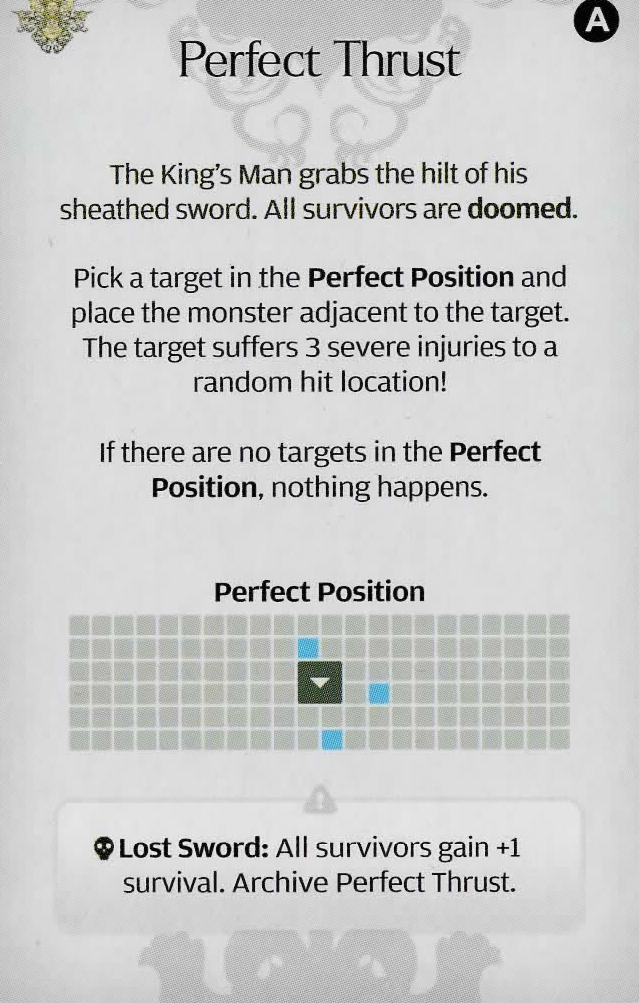 A
Perfect Thrust
The King's Man grabs the hilt of his
sheathed sword. All survivors are doomed.
Pick a target in the Perfect Position and
place the monster adjacent to the target.
The target suffers 3 severe injuries to a
random hit location!
If there are no targets in the Perfect
Position, nothing happens.
Perfect Position
Lost Sword: All survivors gain +1
survival. Archive Perfect Thrust.